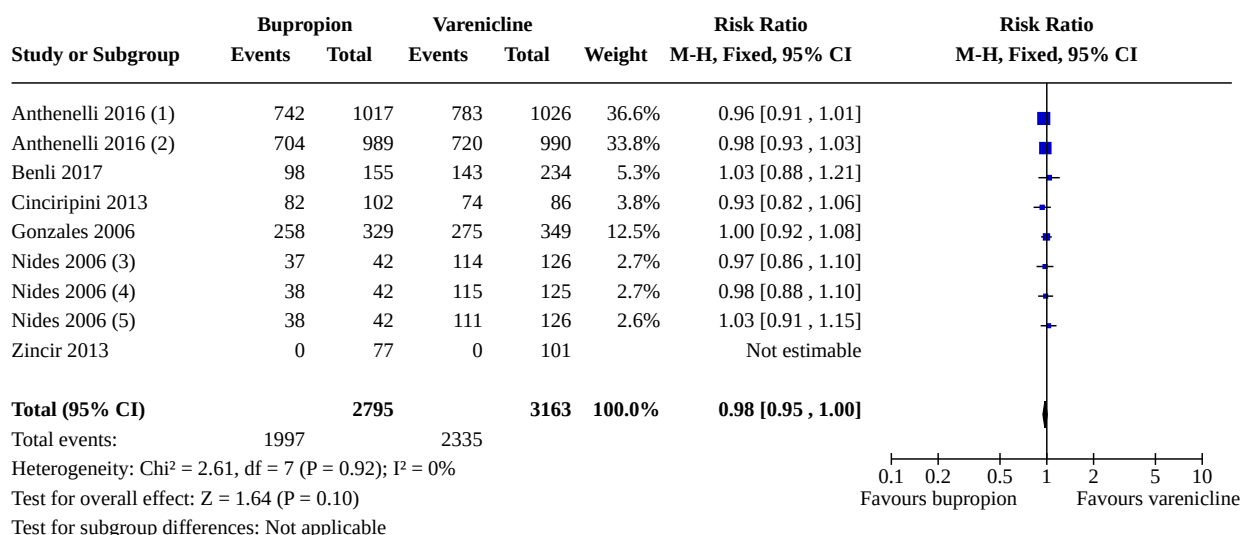 Bupropion Varenicline Risk Ratio Risk Ratio
Study or Subgroup Events Total Events Total Weight M-H, Fixed, 95% CI M-H, Fixed, 95% CI
Anthenelli 2016 (1) 742 1017 783 1026 36.6% 0.96 [0.91 , 1.01]
Anthenelli 2016 (2) 704 989 720 990 33.8% 0.98 [0.93 , 1.03]
Benli 2017 98 155 143 234 5.3% 1.03 [0.88 , 1.21]
Cinciripini 2013 82 102 74 86 3.8% 0.93 [0.82 , 1.06]
Gonzales 2006 258 329 275 349 12.5% 1.00 [0.92 , 1.08]
Nides 2006 (3) 37 42 114 126 2.7% 0.97 [0.86 , 1.10]
Nides 2006 (4) 38 42 115 125 2.7% 0.98 [0.88 , 1.10]
Nides 2006 (5) 38 42 111 126 2.6% 1.03 [0.91 , 1.15]
Zincir 2013 0 77 0 101 Not estimable
Total (95% CI) 2795 3163 100.0% 0.98 [0.95 , 1.00]
Total events: 1997 2335
Heterogeneity: Chi² = 2.61, df = 7 (P = 0.92); I² = 0%
0.1 0.2 0.5 1 2 5 10
Test for overall effect: Z = 1.64 (P = 0.10)
Favours bupropion Favours varenicline
Test for subgroup differences: Not applicable